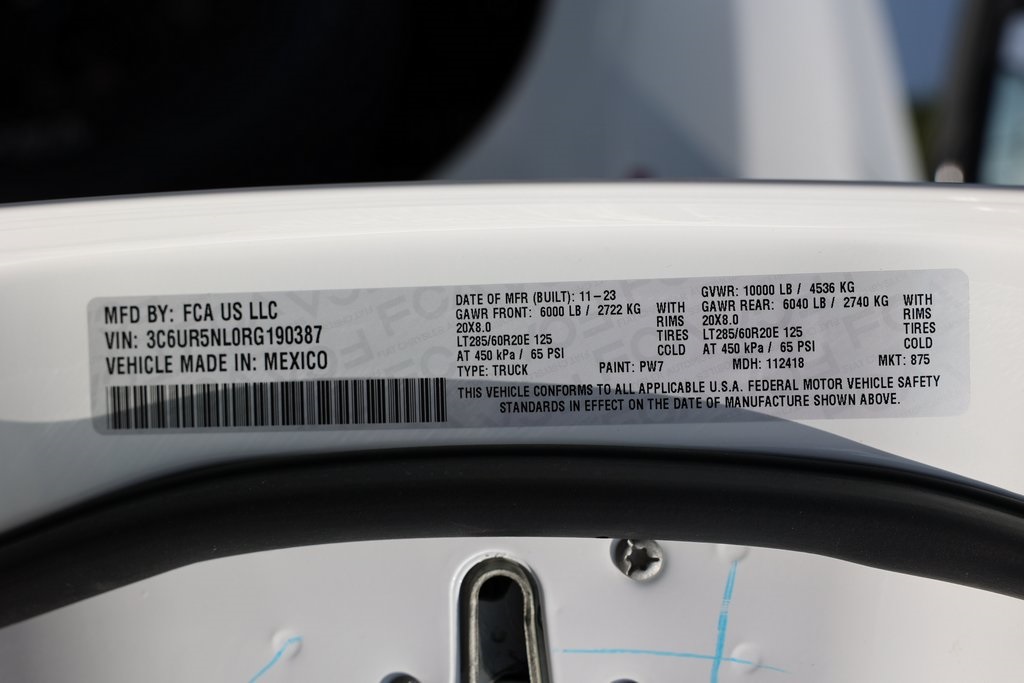 MFD BY: FCA US LLC
VIN: 3C6UR5NL0RG190387
VEHICLE MADE IN: MEXICO
DATE OF MFR (BUILT): 11-23
GAWR FRONT: 6000 LB / 2722 KG WITH
20X8.0 RIMS
LT285/60R20E 125 TIRES
AT 450 kPa / 65 PSI COLD
TYPE: TRUCK
GVWR: 10000 LB / 4536 KG
GAWR REAR: 6040 LB / 2740 KG WITH
20X8.0 RIMS
LT285/60R20E 125 TIRES
AT 450 kPa / 65 PSI COLD
PAINT: PW7 MDH: 112418 MKT: 875
THIS VEHICLE CONFORMS TO ALL APPLICABLE U.S.A. FEDERAL MOTOR VEHICLE SAFETY
STANDARDS IN EFFECT ON THE DATE OF MANUFACTURE SHOWN ABOVE.